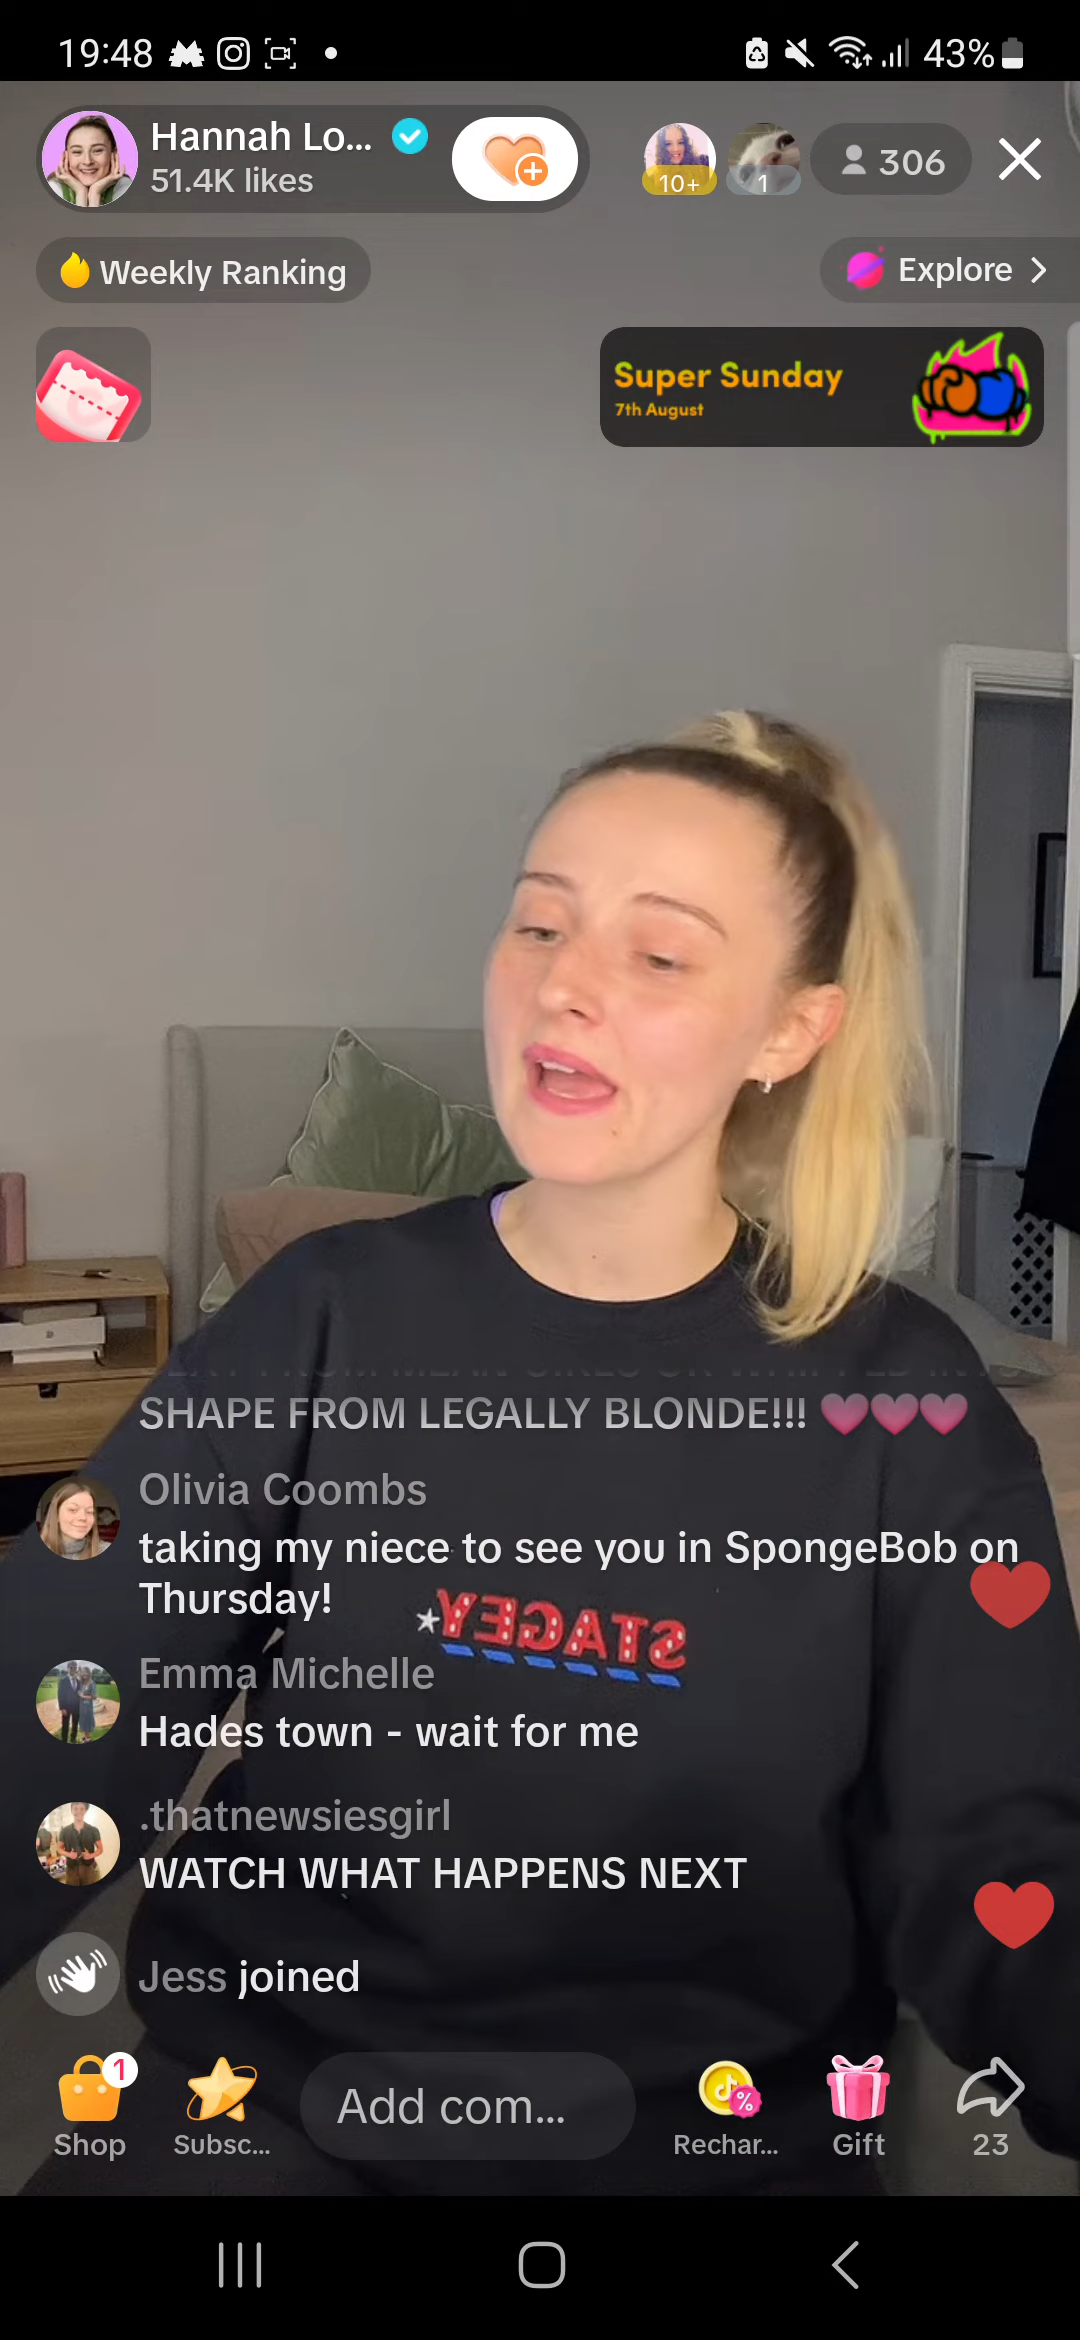 19:48
43%
Hannah Lo...
51.4K likes
10+
1
306
Weekly Ranking
Explore
Super Sunday
7th August
SHAPE FROM LEGALLY BLONDE!!! 💗💗💗
Olivia Coombs
taking my niece to see you in SpongeBob on
Thursday!
STAGEY
Emma Michelle
Hades town - wait for me
.thatnewsiesgirl
WATCH WHAT HAPPENS NEXT
Jess joined
1
Shop
Subsc...
Add com...
%
Rechar...
Gift
23